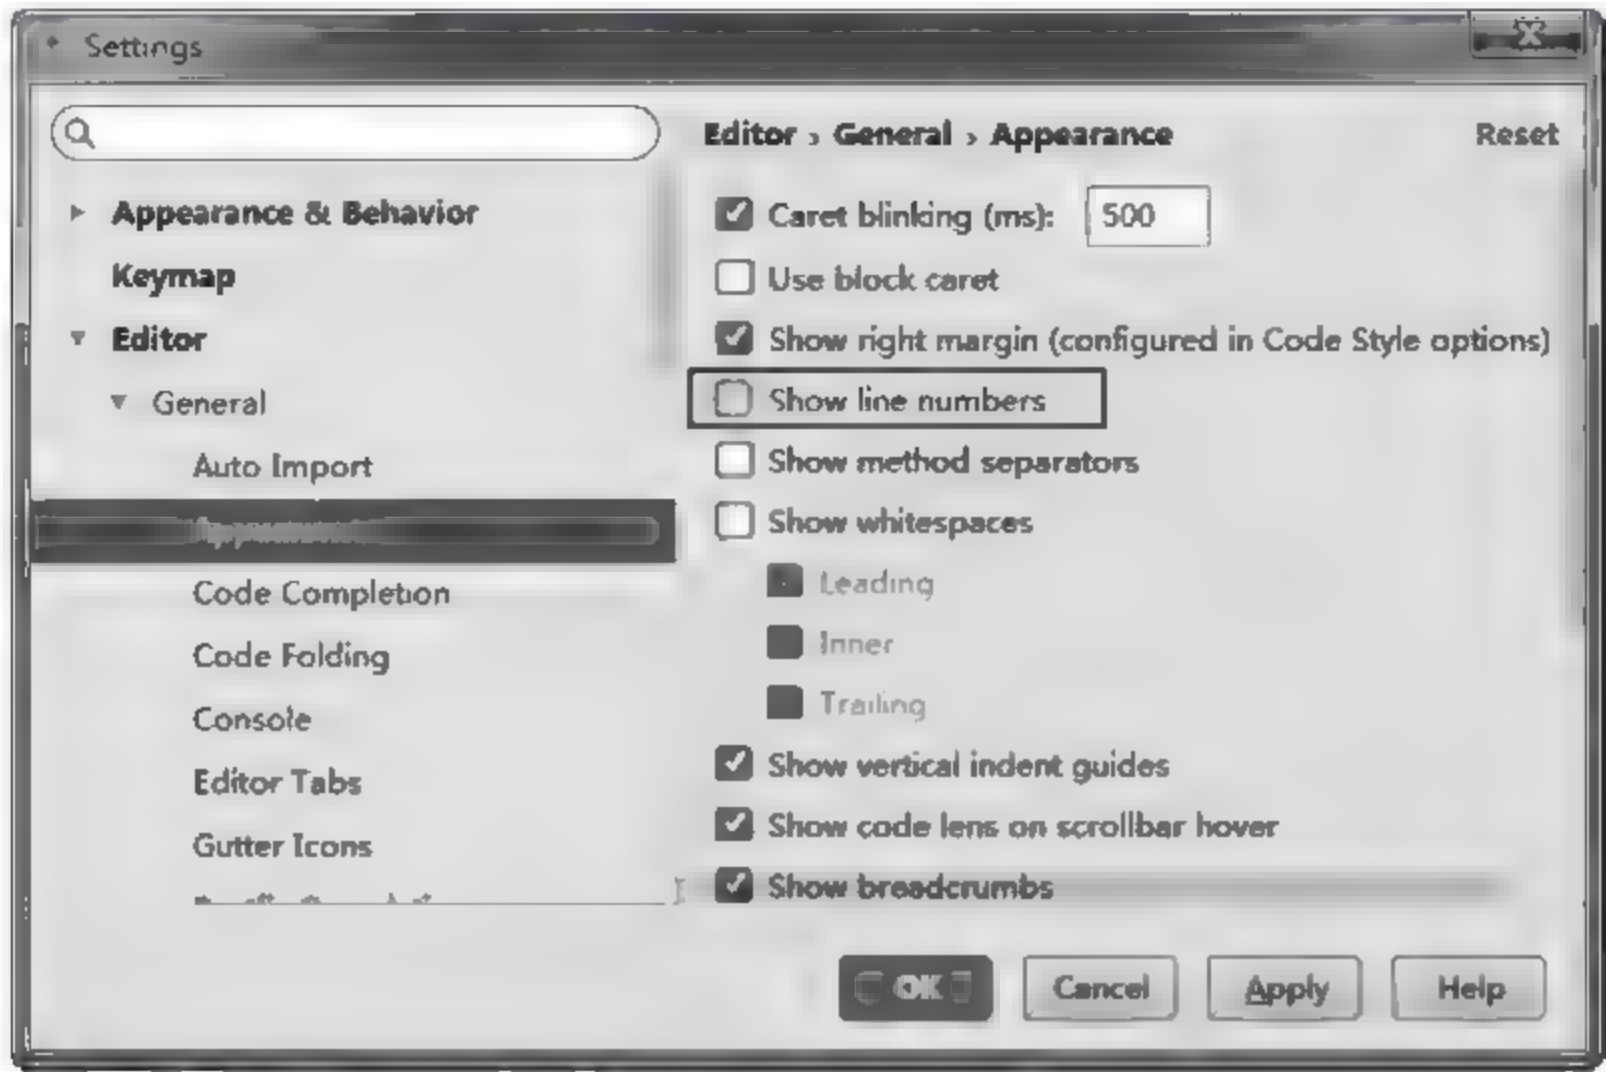 Settings
Editor › General › Appearance
Reset
Appearance & Behavior
Keymap
Editor
General
Auto Import
Code Completion
Code Folding
Console
Editor Tabs
Gutter Icons
Caret blinking (ms): 500
Use block caret
Show right margin (configured in Code Style options)
Show line numbers
Show method separators
Show whitespaces
Leading
Inner
Trailing
Show vertical indent guides
Show code lens on scrollbar hover
Show breadcrumbs
OK
Cancel
Apply
Help